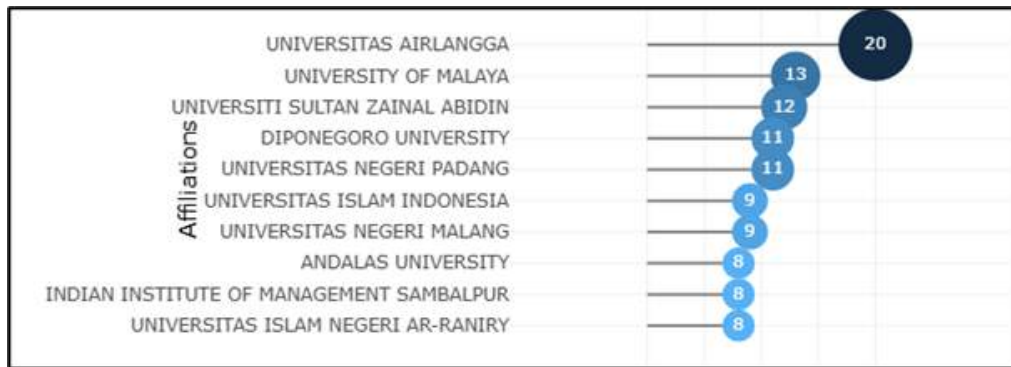 Affiliations
UNIVERSITAS AIRLANGGA 20
UNIVERSITY OF MALAYA 13
UNIVERSITI SULTAN ZAINAL ABIDIN 12
DIPONEGORO UNIVERSITY 11
UNIVERSITAS NEGERI PADANG 11
UNIVERSITAS ISLAM INDONESIA 9
UNIVERSITAS NEGERI MALANG 9
ANDALAS UNIVERSITY 8
INDIAN INSTITUTE OF MANAGEMENT SAMBALPUR 8
UNIVERSITAS ISLAM NEGERI AR-RANIRY 8